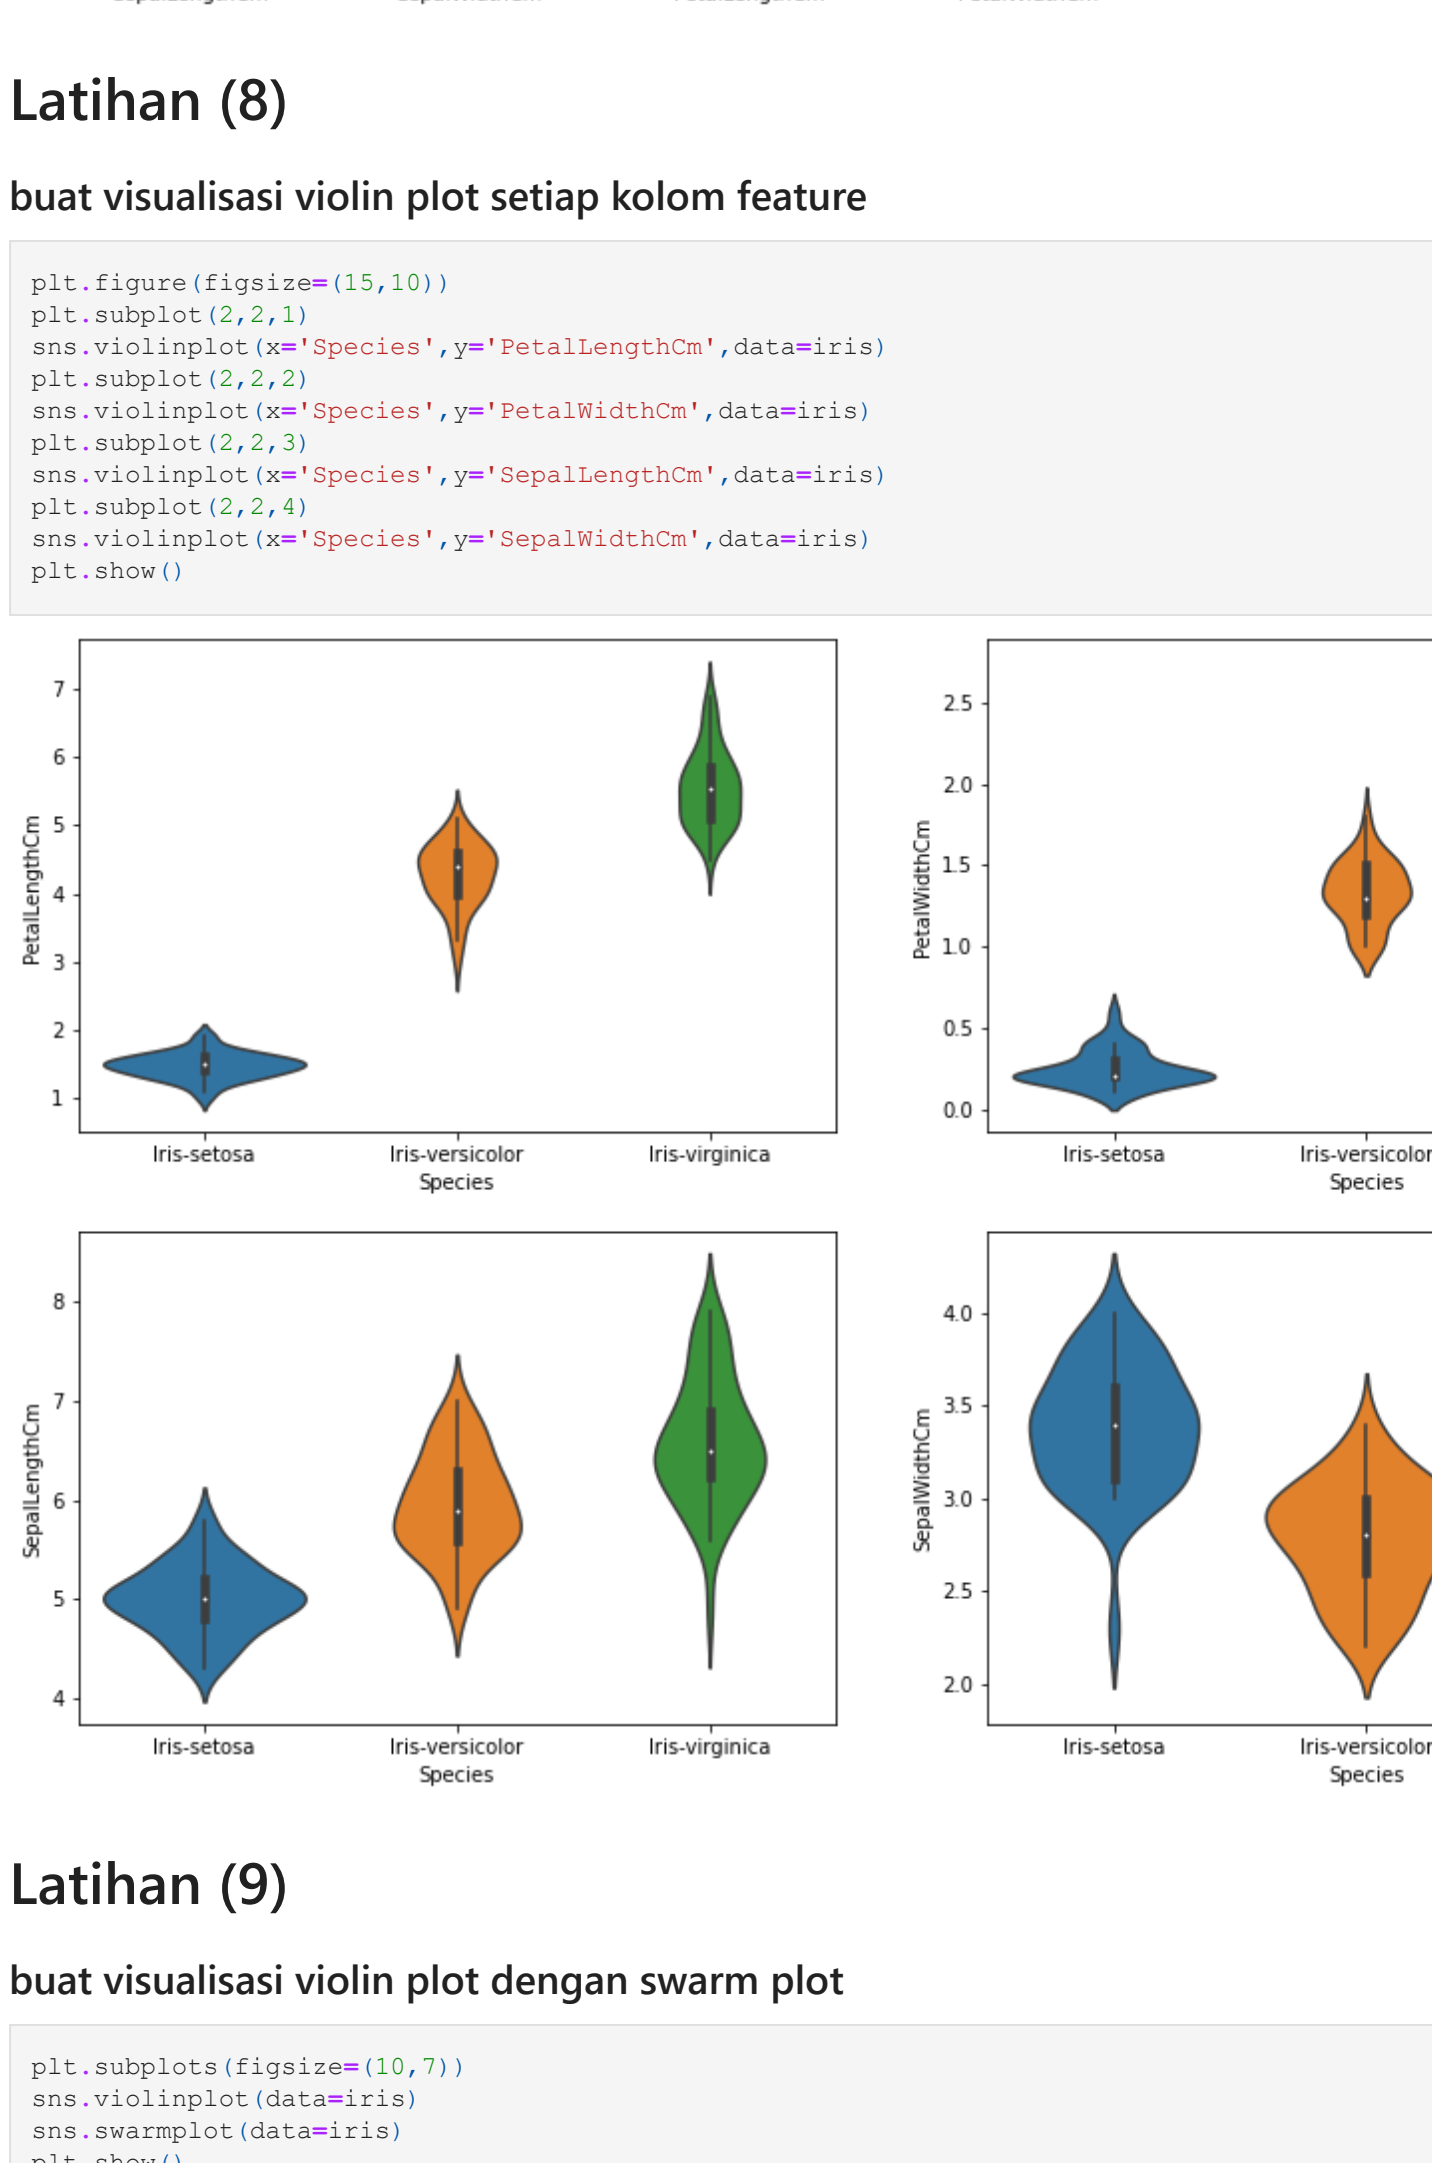 Latihan (8)
buat visualisasi violin plot setiap kolom feature
plt.figure(figsize=(15,10))
plt.subplot(2,2,1)
sns.violinplot(x='Species',y='PetalLengthCm',data=iris)
plt.subplot(2,2,2)
sns.violinplot(x='Species',y='PetalWidthCm',data=iris)
plt.subplot(2,2,3)
sns.violinplot(x='Species',y='SepalLengthCm',data=iris)
plt.subplot(2,2,4)
sns.violinplot(x='Species',y='SepalWidthCm',data=iris)
plt.show()
PetalLengthCm
7
6
5
4
3
2
1
Iris-setosa Iris-versicolor Iris-virginica
Species
PetalWidthCm
2.5
2.0
1.5
1.0
0.5
0.0
Iris-setosa Iris-versicolor
Species
SepalLengthCm
8
7
6
5
4
Iris-setosa Iris-versicolor Iris-virginica
Species
SepalWidthCm
4.0
3.5
3.0
2.5
2.0
Iris-setosa Iris-versicolor
Species
Latihan (9)
buat visualisasi violin plot dengan swarm plot
plt.subplots(figsize=(10,7))
sns.violinplot(data=iris)
sns.swarmplot(data=iris)
plt.show()